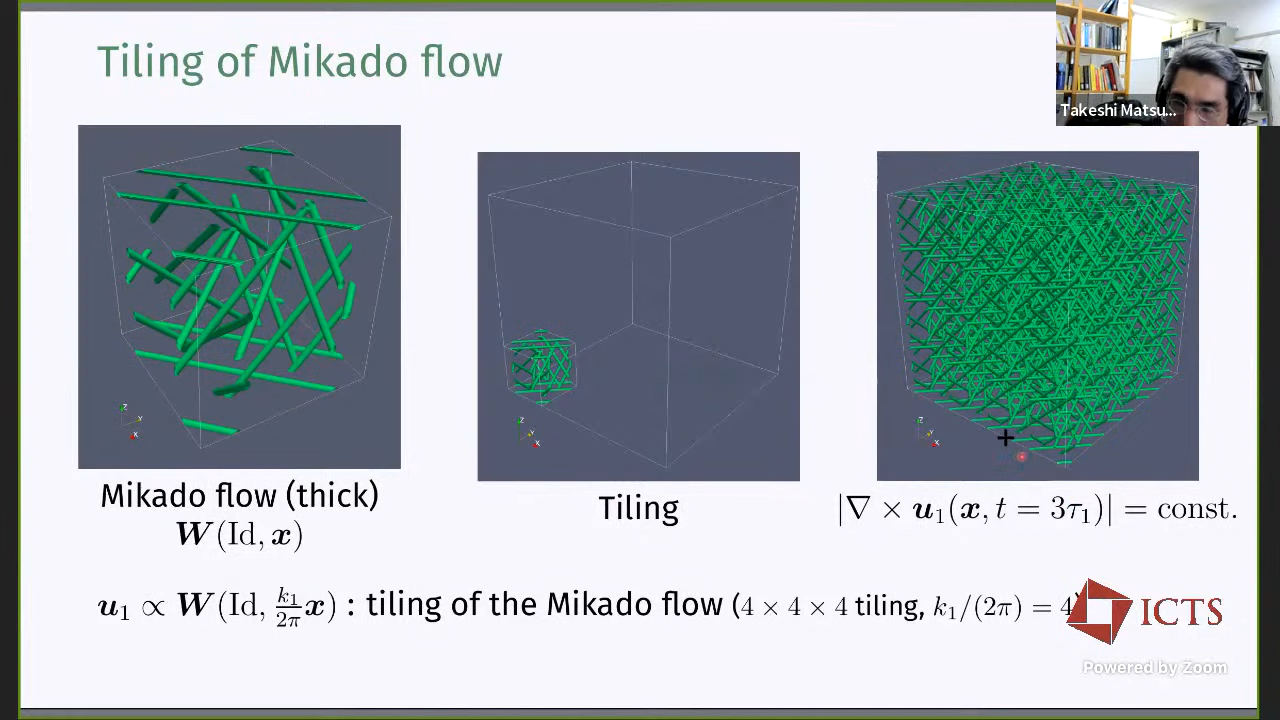 Tiling of Mikado flow
Takeshi Matsu...
Z
Y
X
Z
Y
X
Z
Y
X
Mikado flow (thick)
W(Id, x)
Tiling
|∇ × u₁(x, t = 3τ₁)| = const.
u₁ ∝ W(Id, k₁/2π x) : tiling of the Mikado flow (4 × 4 × 4 tiling, k₁/(2π) = 4)
ICTS
Powered by Zoom